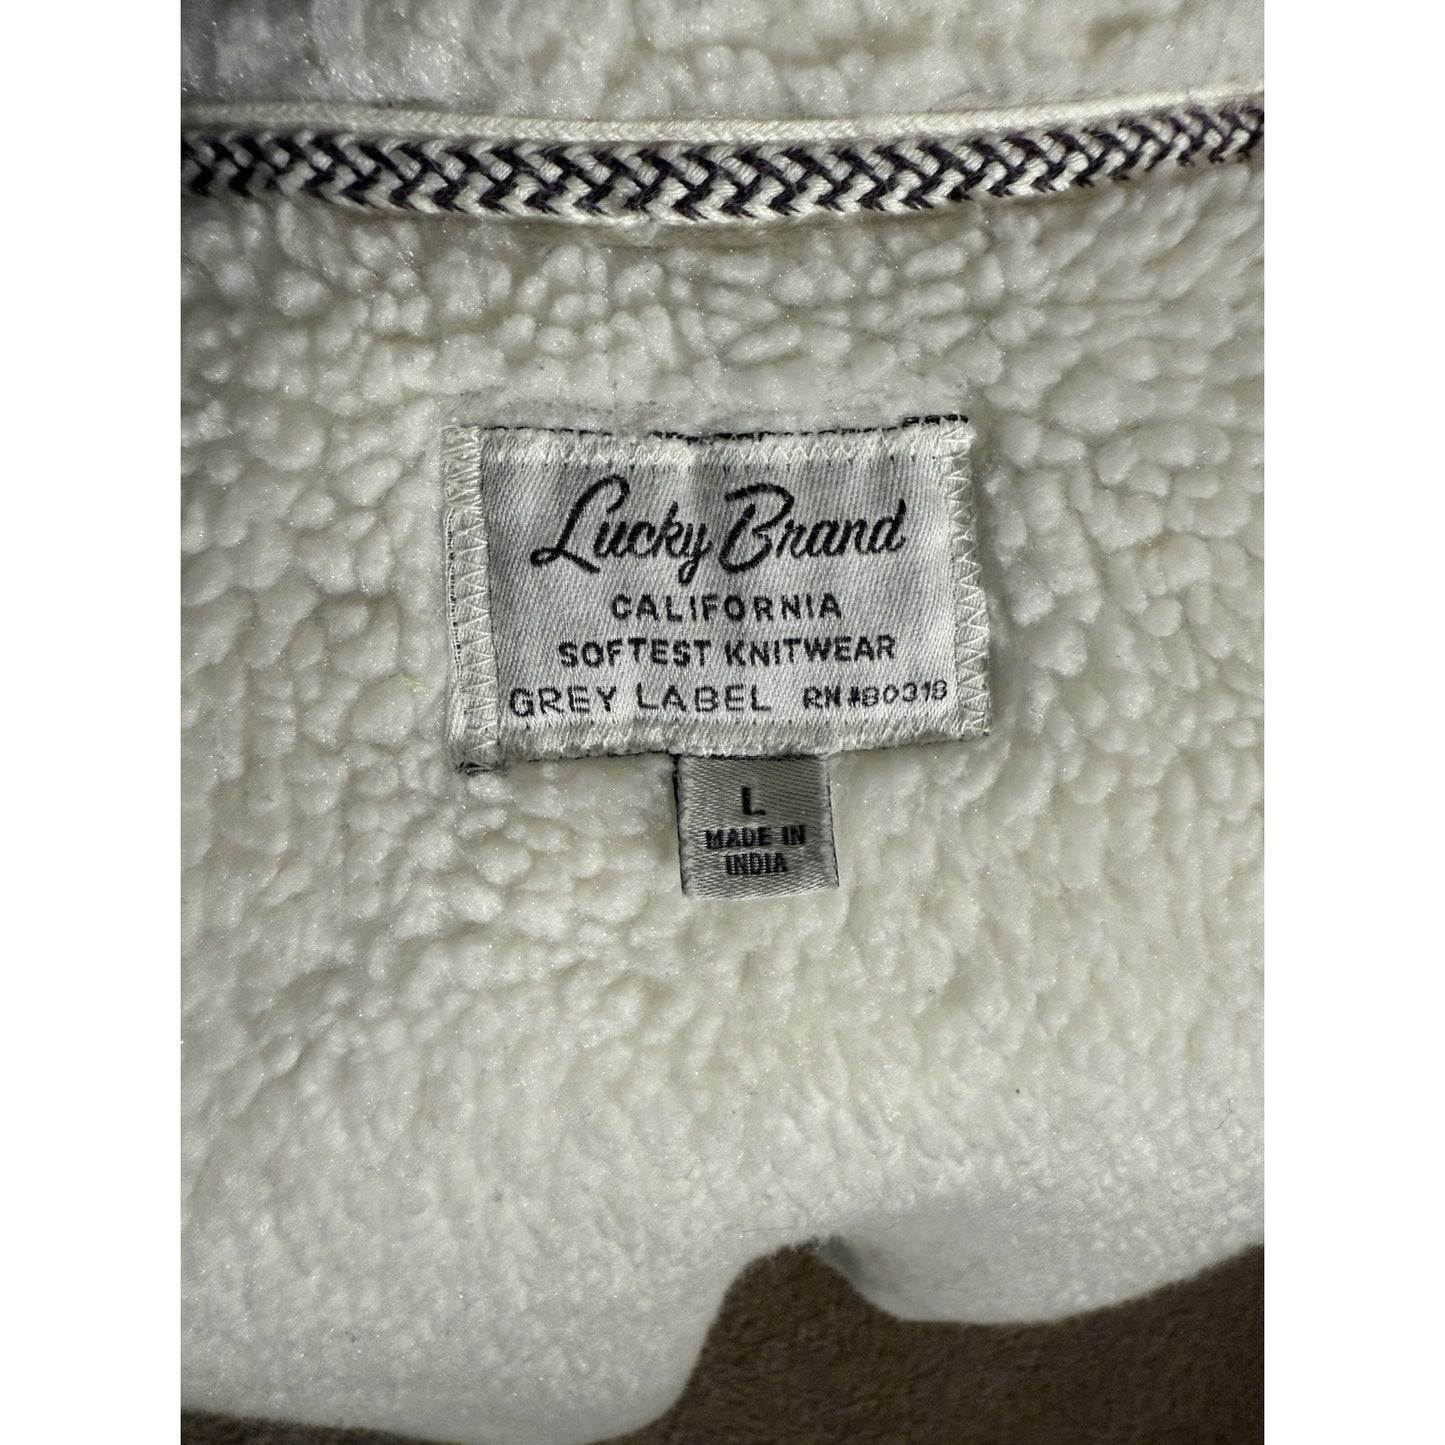 Lucky Brand
CALIFORNIA
SOFTEST KNITWEAR
GREY LABEL RN#80318
L
MADE IN
INDIA